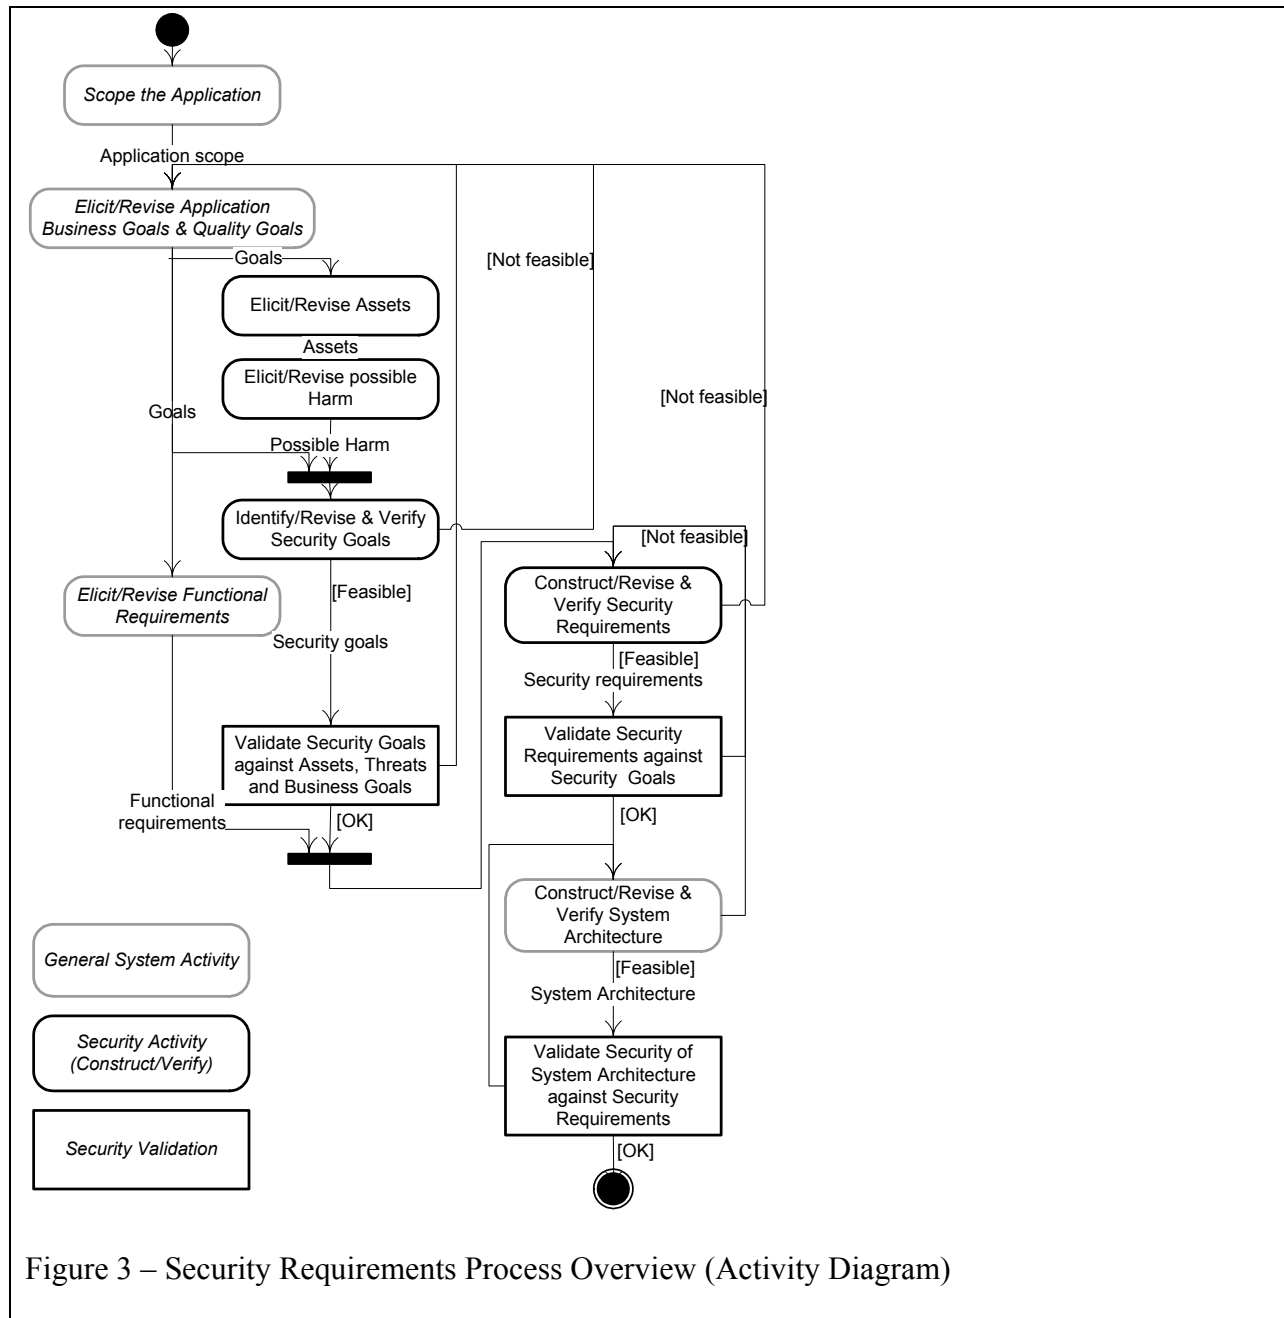 Scope the Application
Application scope
Elicit/Revise Application
Business Goals & Quality Goals
Goals
[Not feasible]
Elicit/Revise Assets
Assets
Elicit/Revise possible
Harm
[Not feasible]
Goals
Possible Harm
Identify/Revise & Verify
Security Goals
[Not feasible]
Elicit/Revise Functional
Requirements
[Feasible]
Construct/Revise &
Verify Security
Requirements
Security goals
[Feasible]
Security requirements
Validate Security Goals
against Assets, Threats
and Business Goals
Validate Security
Requirements against
Security Goals
Functional
requirements
[OK]
[OK]
Construct/Revise &
Verify System
Architecture
General System Activity
[Feasible]
System Architecture
Security Activity
(Construct/Verify)
Validate Security of
System Architecture
against Security
Requirements
Security Validation
[OK]
Figure 3 – Security Requirements Process Overview (Activity Diagram)